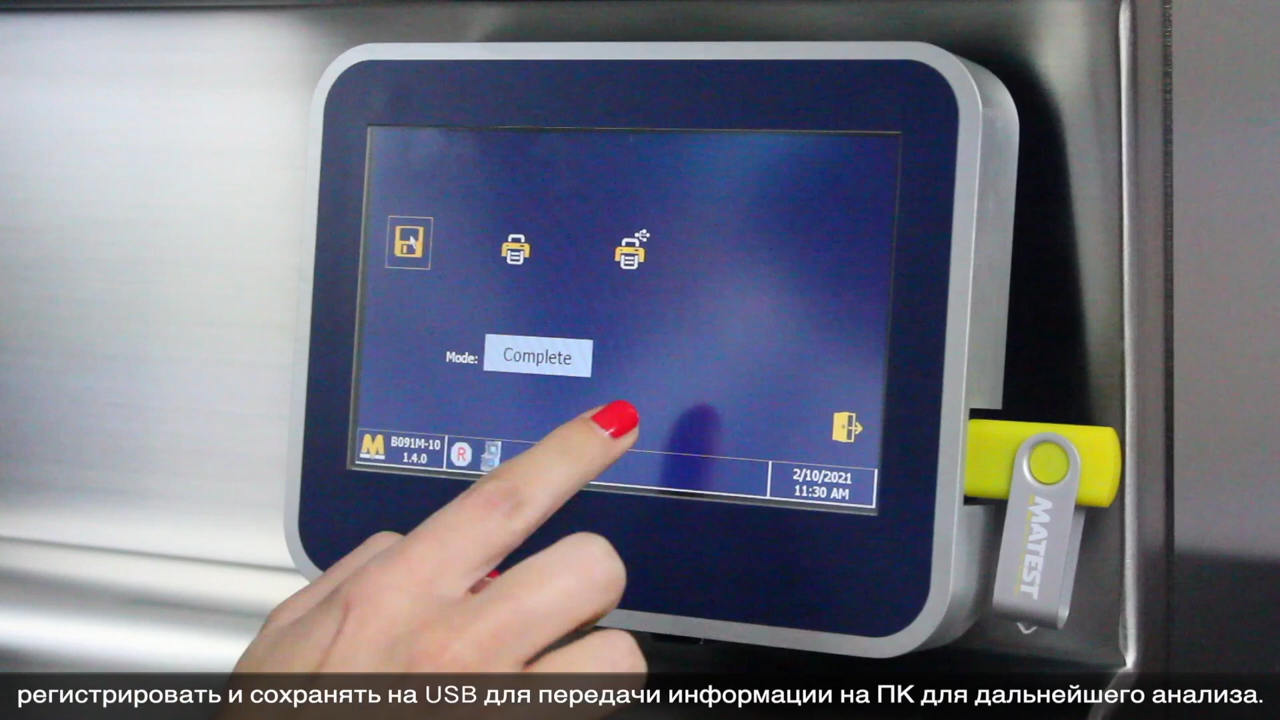 Mode: Complete
M B091M-10
1.4.0
R
2/10/2021
11:30 AM
MATEST
регистрировать и сохранять на USB для передачи информации на ПК для дальнейшего анализа.